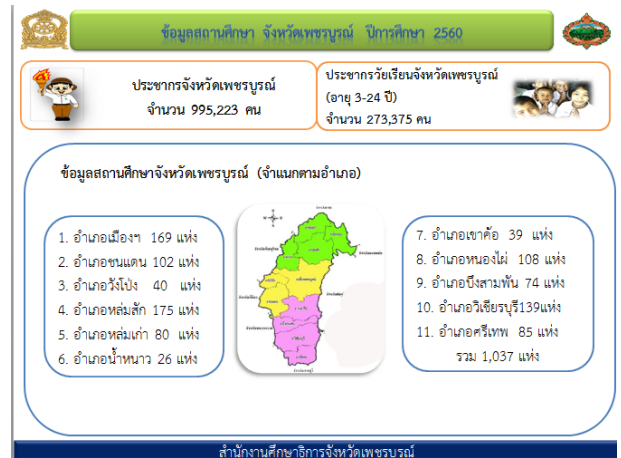 ข้อมูลสถานศึกษา จังหวัดเพชรบูรณ์ ปีการศึกษา 2560
ประชากรจังหวัดเพชรบูรณ์
จำนวน 995,223 คน
ประชากรวัยเรียนจังหวัดเพชรบูรณ์
(อายุ 3-24 ปี)
จำนวน 273,375 คน
ข้อมูลสถานศึกษาจังหวัดเพชรบูรณ์ (จำแนกตามอำเภอ)
1. อำเภอเมืองฯ 169 แห่ง
2. อำเภอชนแดน 102 แห่ง
3. อำเภอวังโป่ง 40 แห่ง
4. อำเภอหล่มสัก 175 แห่ง
5. อำเภอหล่มเก่า 80 แห่ง
6. อำเภอน้ำหนาว 26 แห่ง
7. อำเภอเขาค้อ 39 แห่ง
8. อำเภอหนองไผ่ 108 แห่ง
9. อำเภอบึงสามพัน 74 แห่ง
10. อำเภอวิเชียรบุรี139แห่ง
11. อำเภอศรีเทพ 85 แห่ง
รวม 1,037 แห่ง
สำนักงานศึกษาธิการจังหวัดเพชรบูรณ์